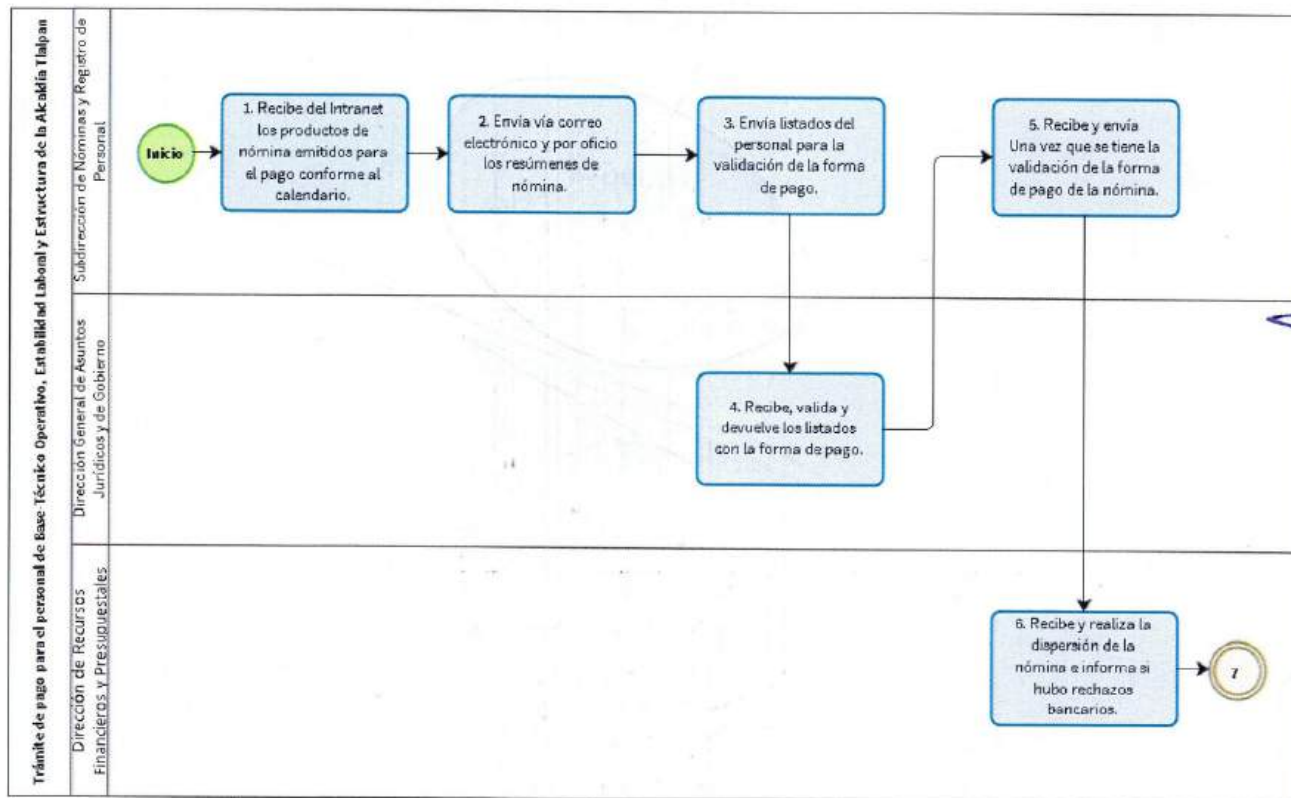 Trámite de pago para el personal de Base-Técnico Operativo, Estabilidad Laboral y Estructura de la Alcaldía Tlalpan
Subdirección de Nóminas y Registro de
Personal
Inicio
1. Recibe del Intranet
los productos de
nómina emitidos para
el pago conforme al
calendario.
2. Envía vía correo
electrónico y por oficio
los resúmenes de
nómina.
3. Envía listados del
personal para la
validación de la forma
de pago.
5. Recibe y envía
Una vez que se tiene la
validación de la forma
de pago de la nómina.
Dirección General de Asuntos
Jurídicos y de Gobierno
4. Recibe, valida y
devuelve los listados
con la forma de pago.
Dirección de Recursos
Financieros y Presupuestales
6. Recibe y realiza la
dispersión de la
nómina e informa si
hubo rechazos
bancarios.
7